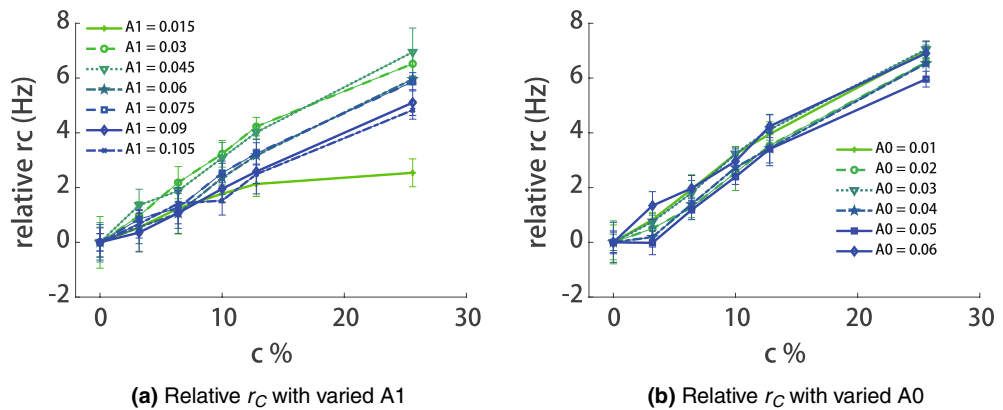 relative rc (Hz)
8
6
4
2
0
-2
A1 = 0.015
A1 = 0.03
A1 = 0.045
A1 = 0.06
A1 = 0.075
A1 = 0.09
A1 = 0.105
0
10
20
30
c %
(a) Relative rC with varied A1
relative rc (Hz)
8
6
4
2
0
-2
A0 = 0.01
A0 = 0.02
A0 = 0.03
A0 = 0.04
A0 = 0.05
A0 = 0.06
0
10
20
30
c %
(b) Relative rC with varied A0